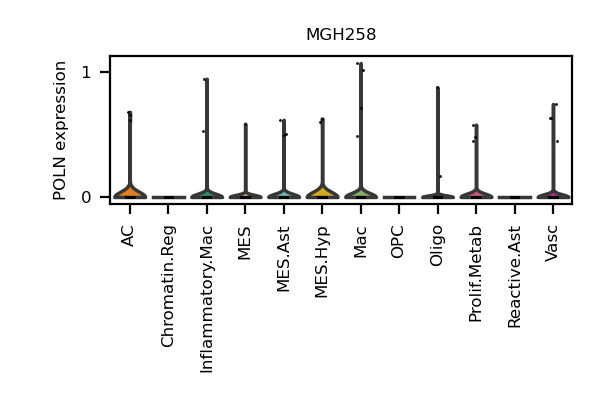 MGH258
POLN expression
1
0
AC
Chromatin.Reg
Inflammatory.Mac
MES
MES.Ast
MES.Hyp
Mac
OPC
Oligo
Prolif.Metab
Reactive.Ast
Vasc